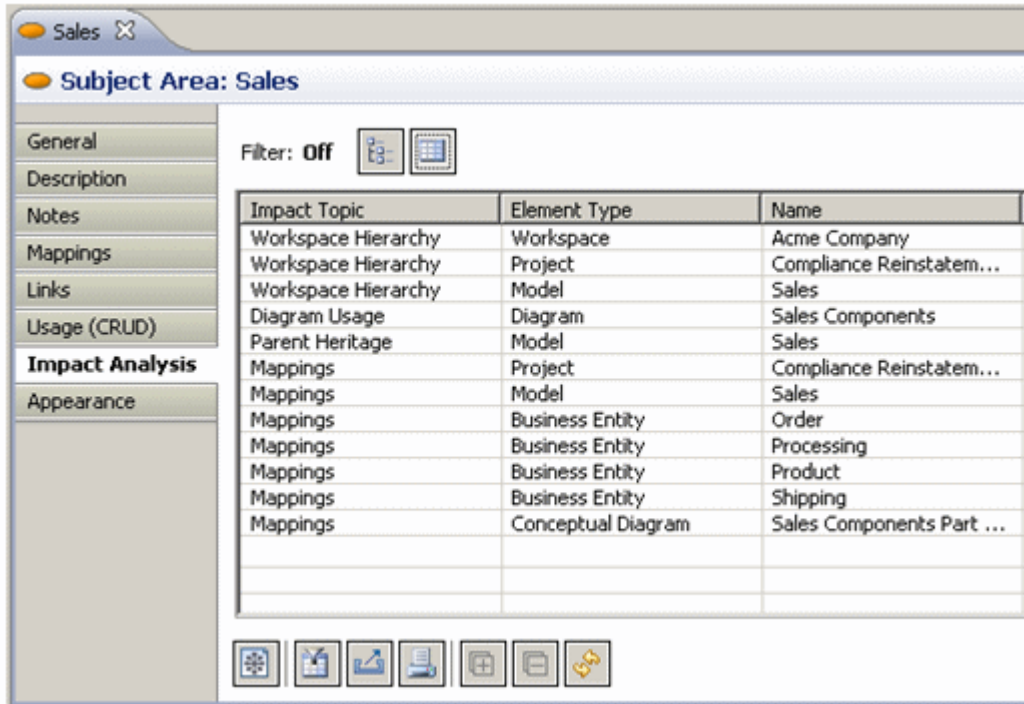 Sales
Subject Area: Sales
General
Description
Notes
Mappings
Links
Usage (CRUD)
Impact Analysis
Appearance
Filter: Off
Impact Topic Element Type Name
Workspace Hierarchy Workspace Acme Company
Workspace Hierarchy Project Compliance Reinstatem...
Workspace Hierarchy Model Sales
Diagram Usage Diagram Sales Components
Parent Heritage Model Sales
Mappings Project Compliance Reinstatem...
Mappings Model Sales
Mappings Business Entity Order
Mappings Business Entity Processing
Mappings Business Entity Product
Mappings Business Entity Shipping
Mappings Conceptual Diagram Sales Components Part ...